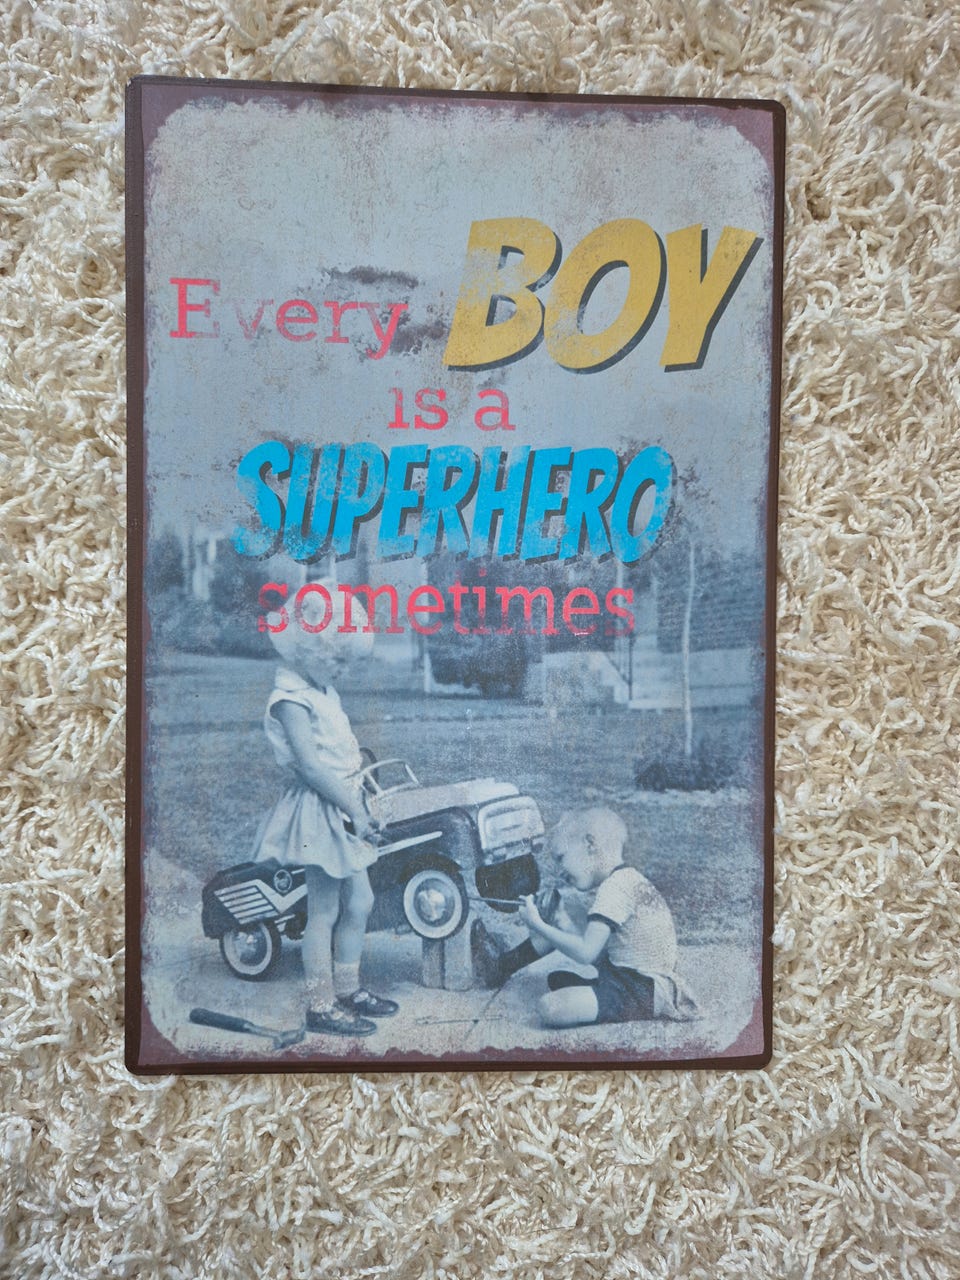 Every BOY
is a
SUPERHERO
sometimes